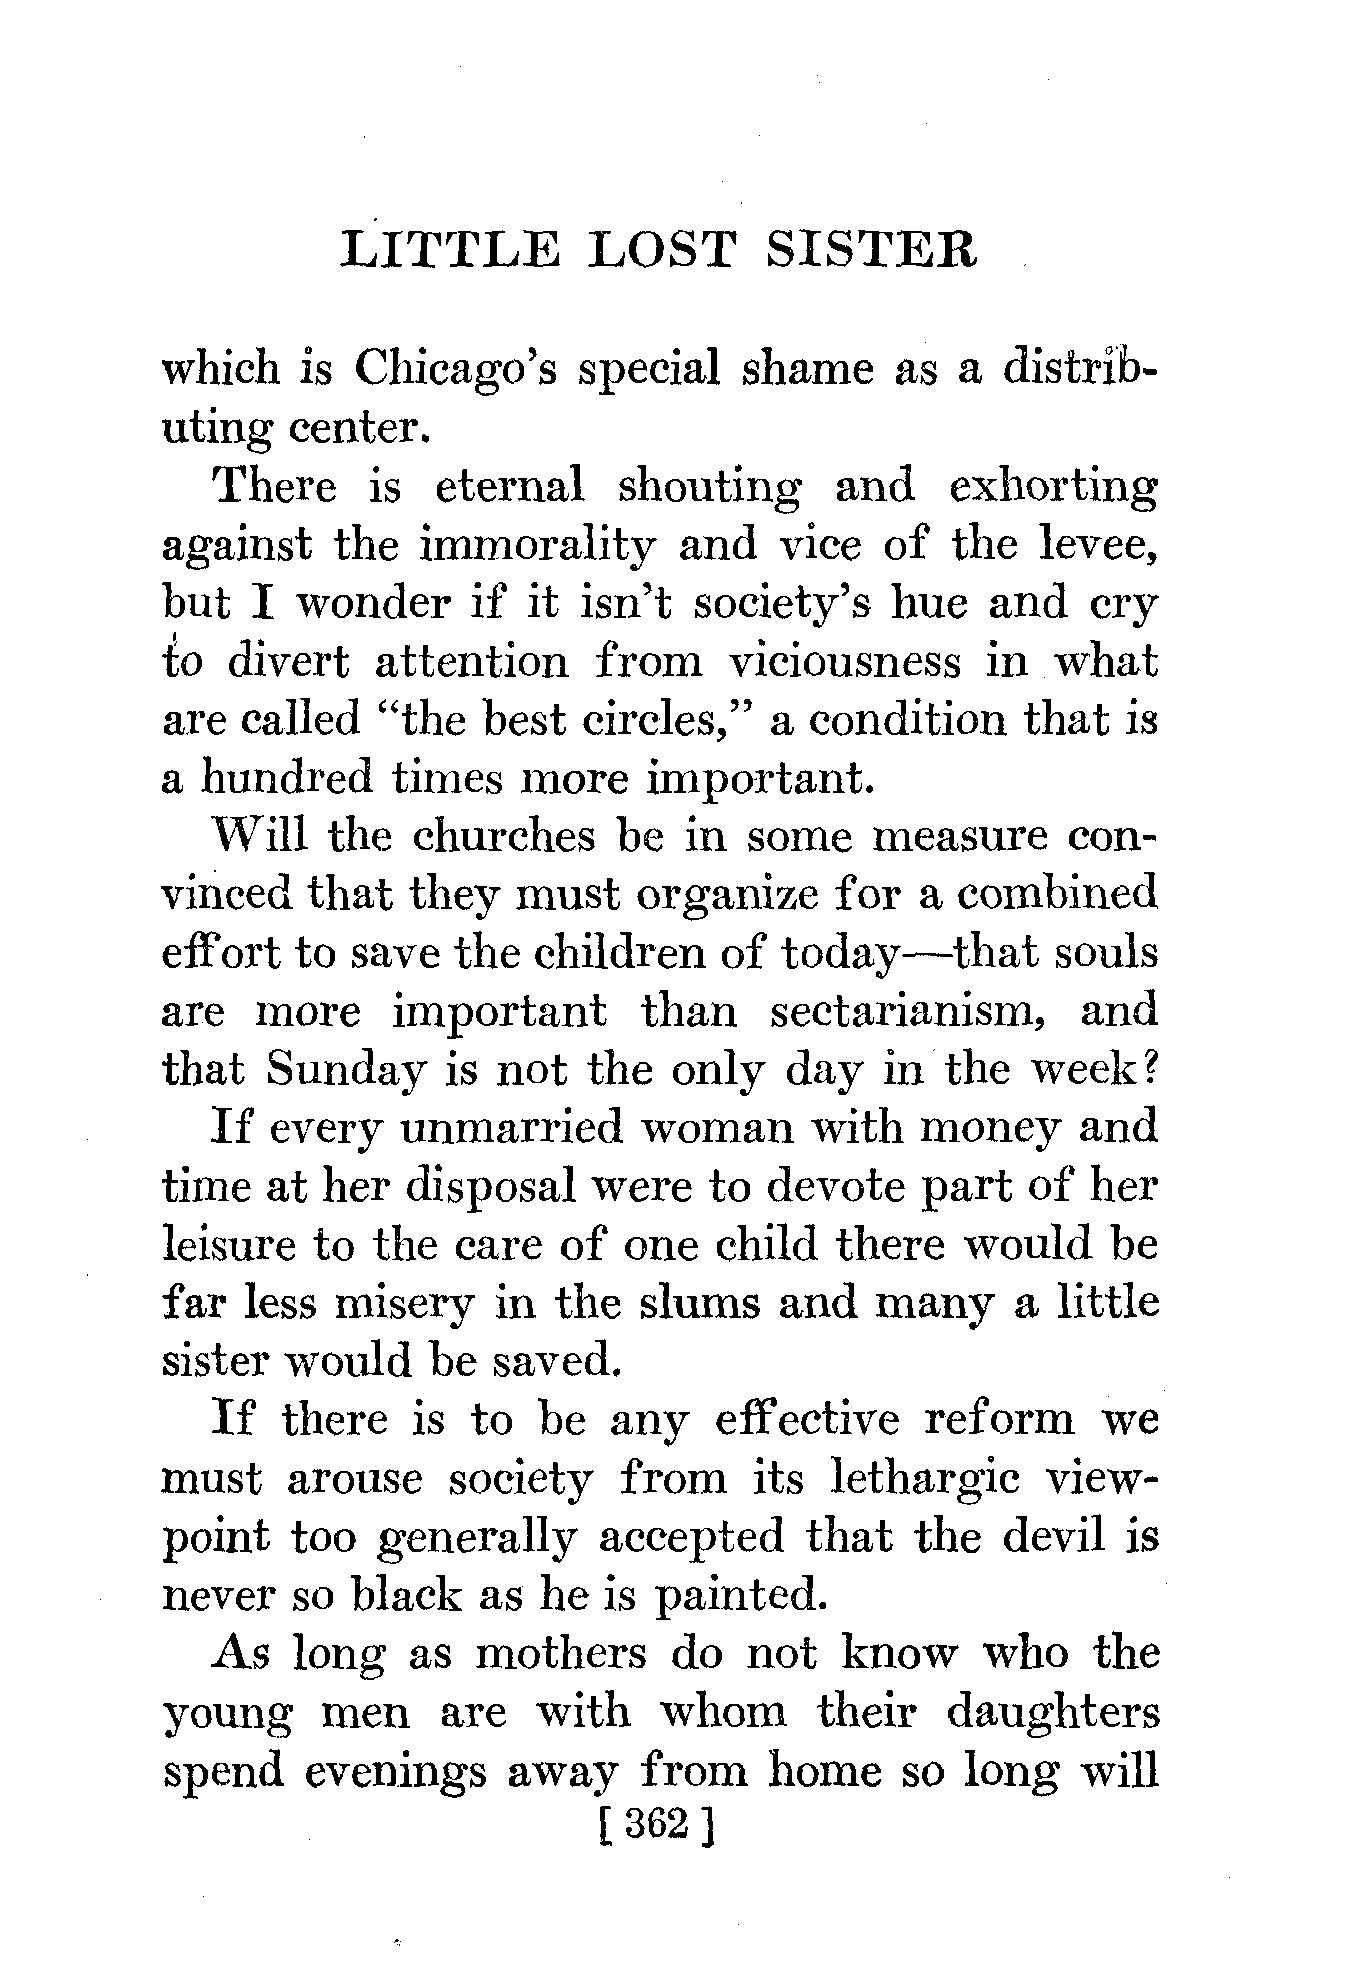 LITTLE LOST SISTER
which is Chicago's special shame as a distrib-
uting center.
There is eternal shouting and exhorting
against the immorality and vice of the levee,
but I wonder if it isn't society's hue and cry
to divert attention from viciousness in what
are called “the best circles,” a condition that is
a hundred times more important.
Will the churches be in some measure con-
vinced that they must organize for a combined
effort to save the children of today—that souls
are more important than sectarianism, and
that Sunday is not the only day in the week?
If every unmarried woman with money and
time at her disposal were to devote part of her
leisure to the care of one child there would be
far less misery in the slums and many a little
sister would be saved.
If there is to be any effective reform we
must arouse society from its lethargic view-
point too generally accepted that the devil is
never so black as he is painted.
As long as mothers do not know who the
young men are with whom their daughters
spend evenings away from home so long will
[ 362 ]